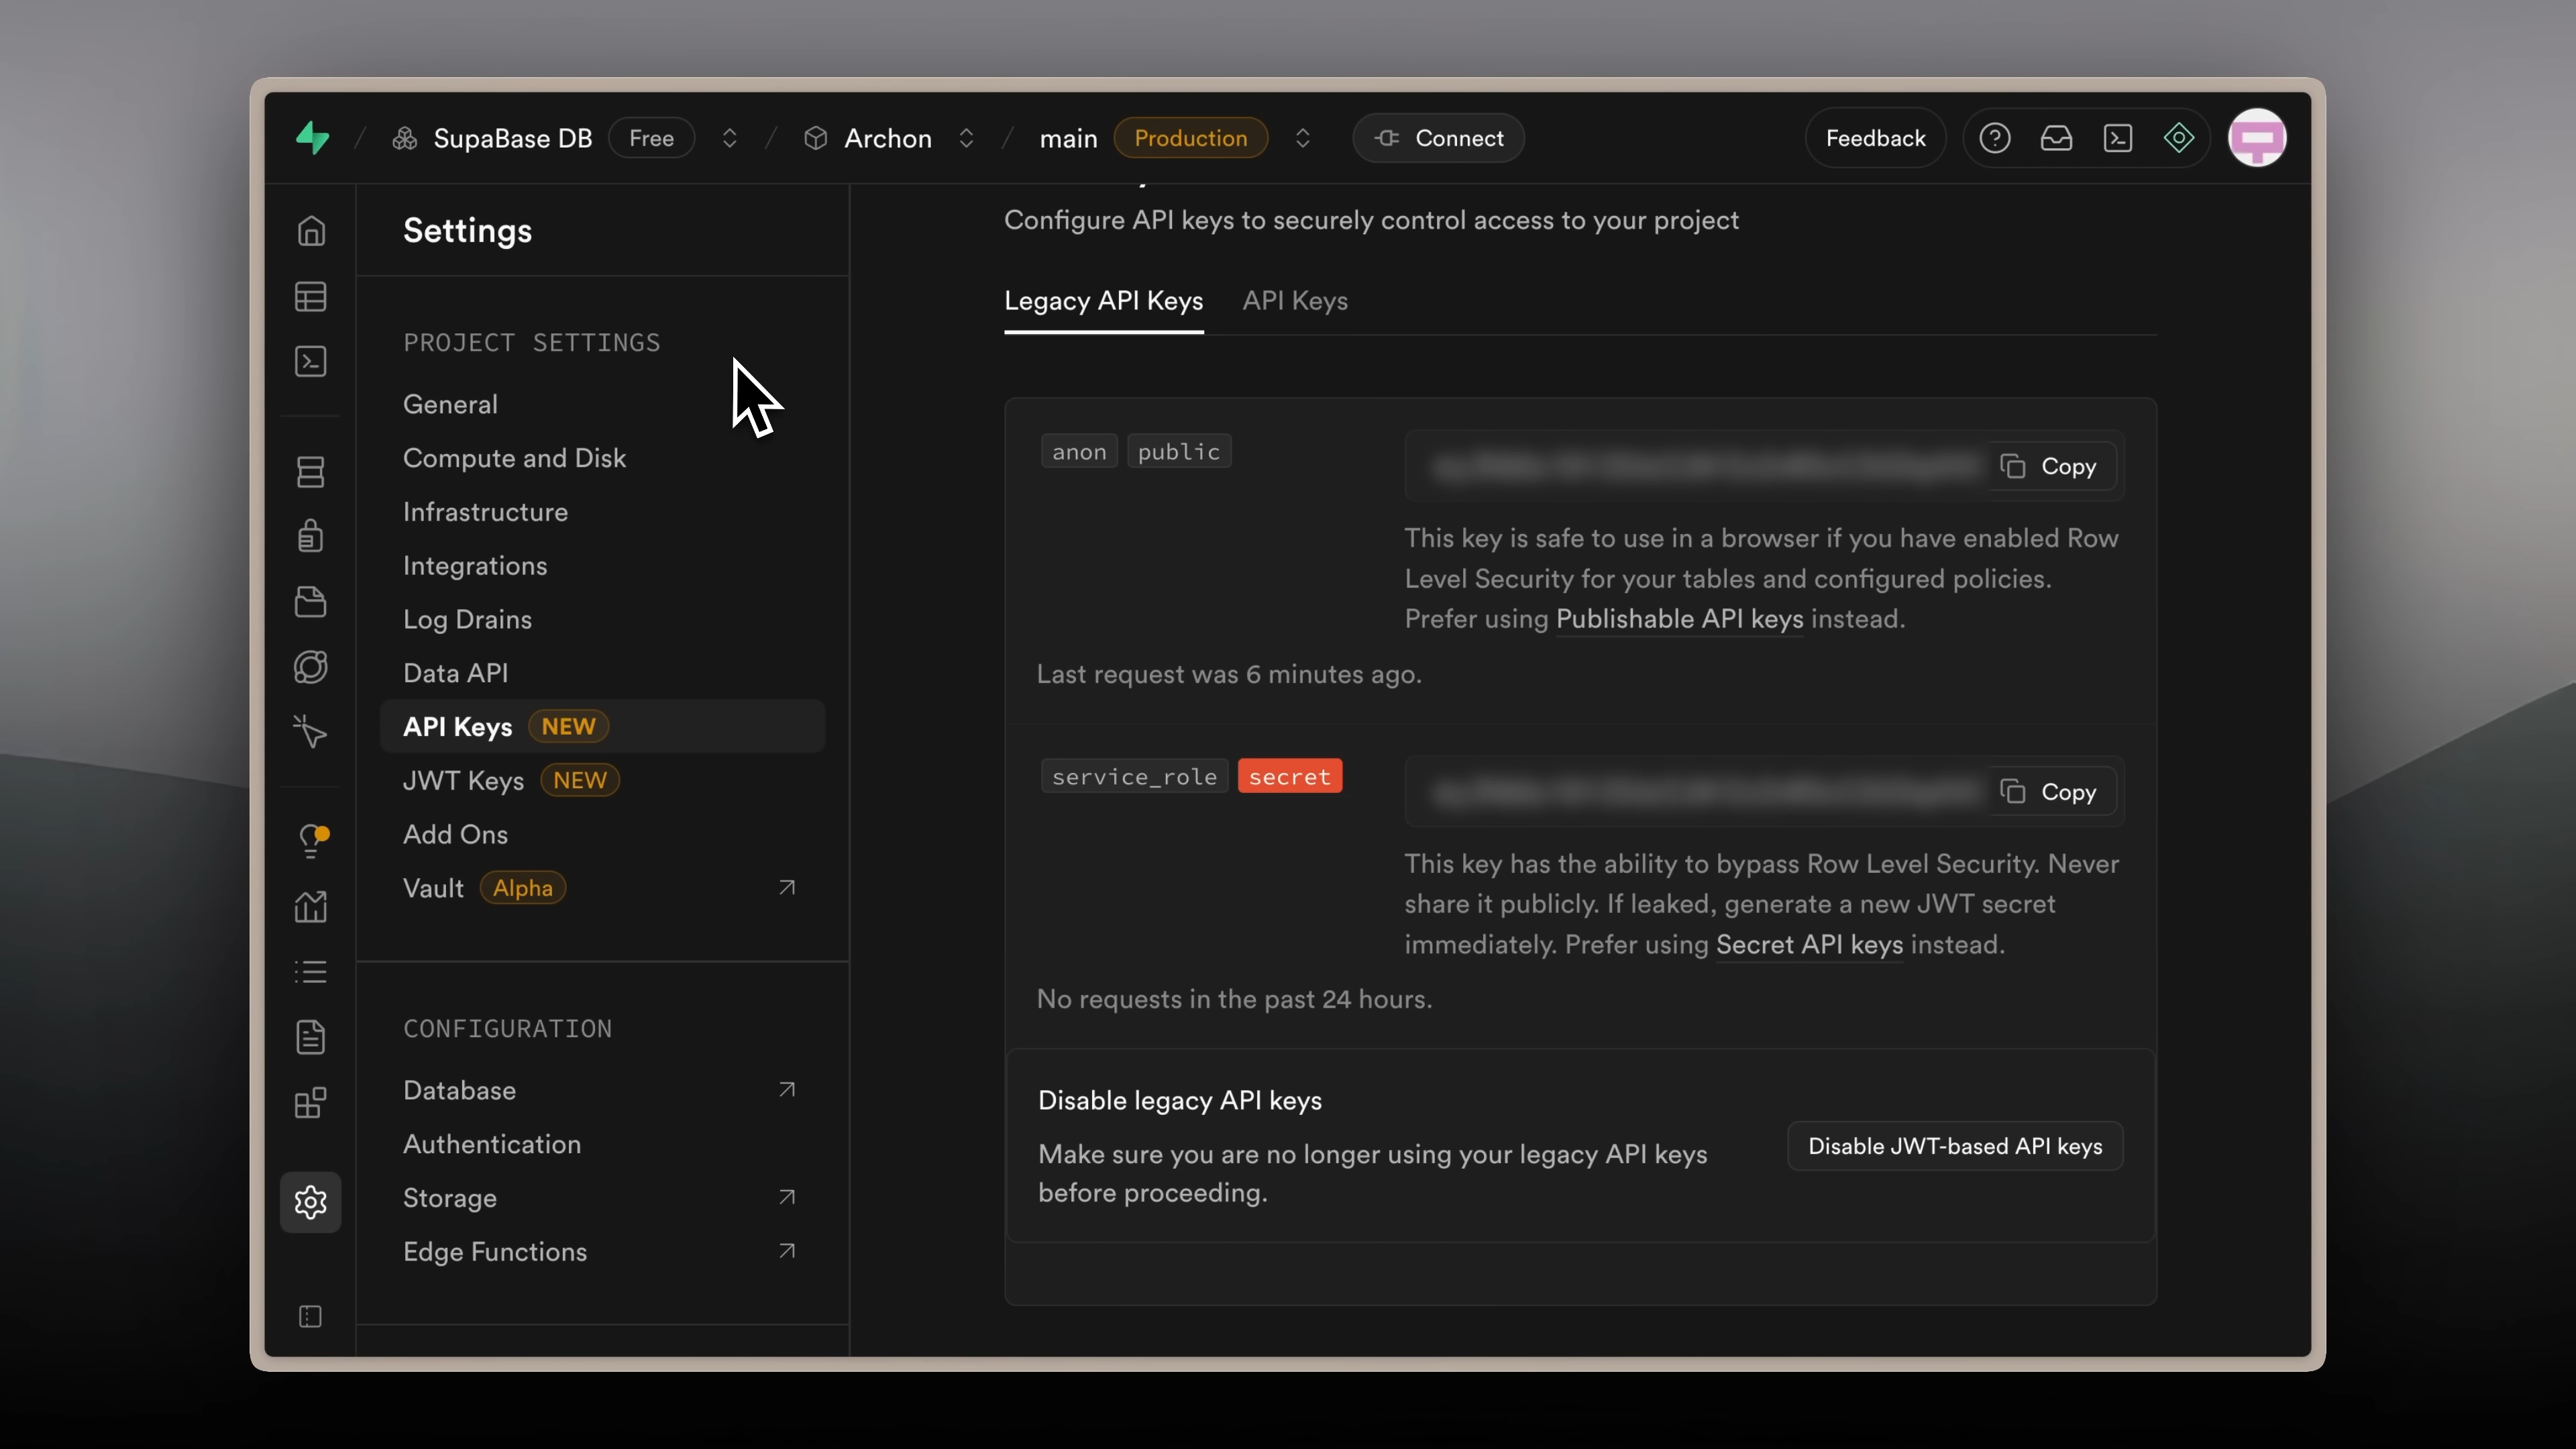 SupaBase DB Free Archon main Production Connect Feedback
Settings
PROJECT SETTINGS
General
Compute and Disk
Infrastructure
Integrations
Log Drains
Data API
API Keys NEW
JWT Keys NEW
Add Ons
Vault Alpha
CONFIGURATION
Database
Authentication
Storage
Edge Functions
Configure API keys to securely control access to your project
Legacy API Keys API Keys
anon public
Copy
This key is safe to use in a browser if you have enabled Row
Level Security for your tables and configured policies.
Prefer using Publishable API keys instead.
Last request was 6 minutes ago.
service_role secret
Copy
This key has the ability to bypass Row Level Security. Never
share it publicly. If leaked, generate a new JWT secret
immediately. Prefer using Secret API keys instead.
No requests in the past 24 hours.
Disable legacy API keys
Make sure you are no longer using your legacy API keys
before proceeding.
Disable JWT-based API keys